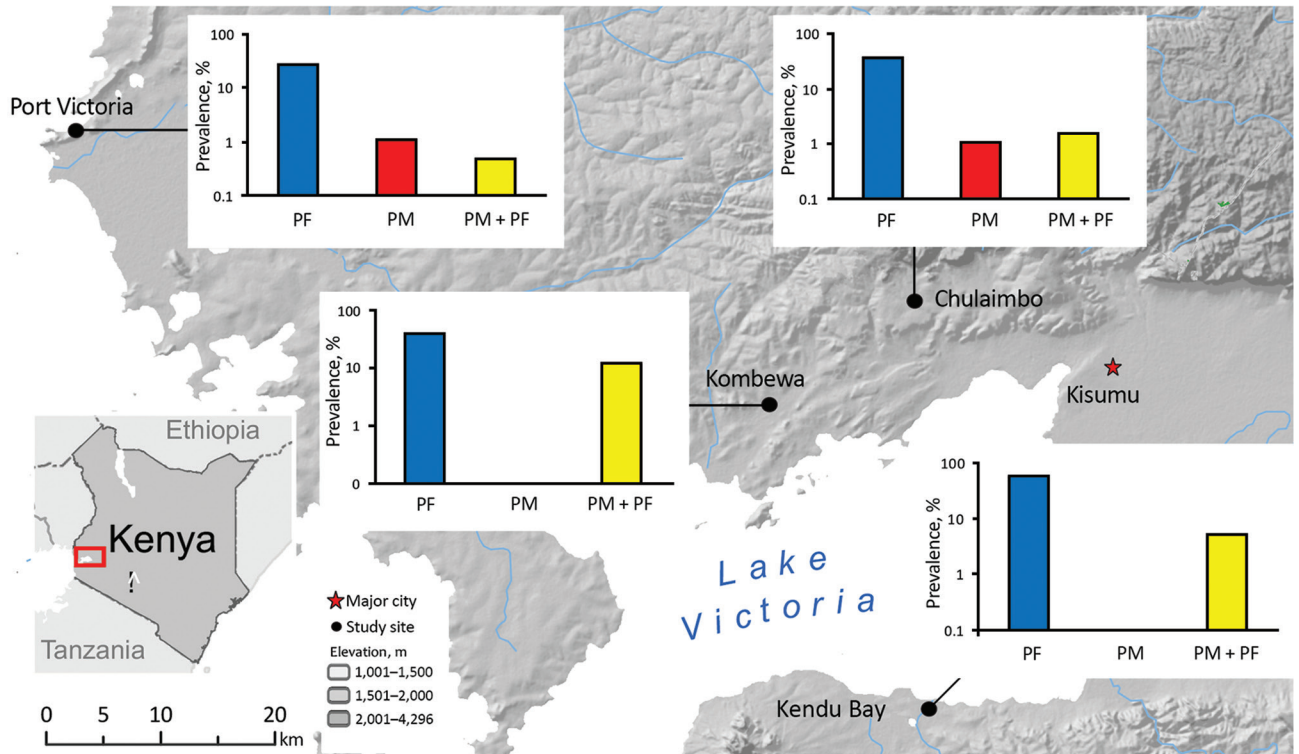 Port Victoria
Prevalence, %
100
10
1
0.1
PF
PM
PM + PF
Prevalence, %
100
10
1
0.1
PF
PM
PM + PF
Chulaimbo
Kisumu
Prevalence, %
100
10
1
0
PF
PM
PM + PF
Kombewa
Ethiopia
Kenya
Tanzania
Major city
Study site
Elevation, m
1,001–1,500
1,501–2,000
2,001–4,296
0 5 10 20
km
Lake
Victoria
Prevalence, %
100
10
1
0.1
PF
PM
PM + PF
Kendu Bay